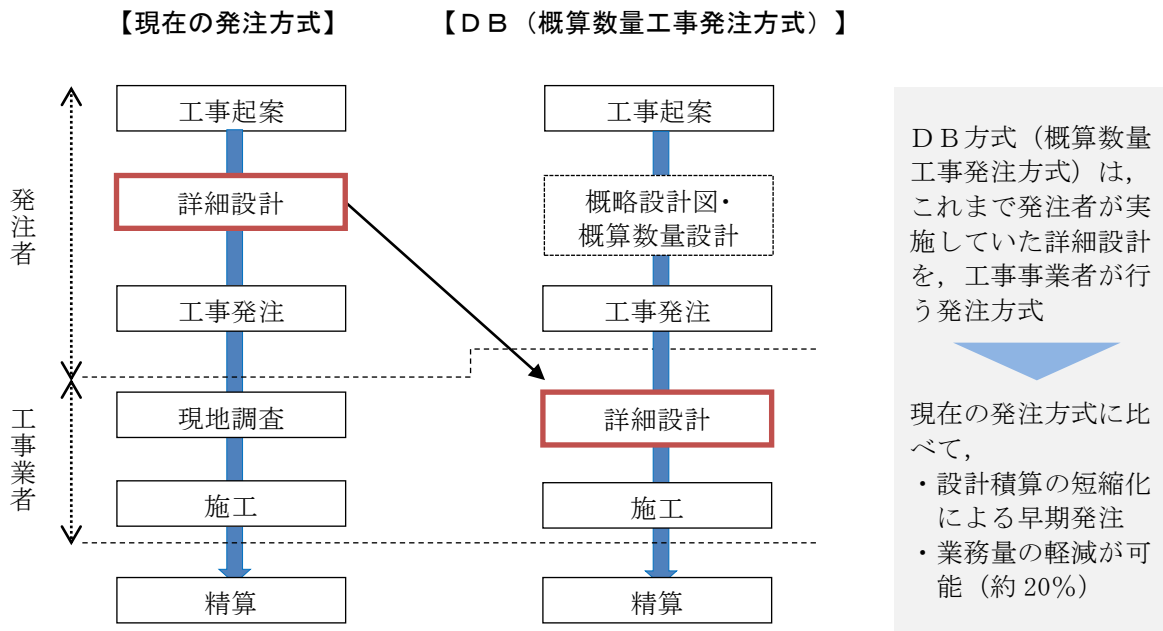 【現在の発注方式】
【ＤＢ（概算数量工事発注方式）】
発注者
工事業者
工事起案
詳細設計
工事発注
現地調査
施工
精算
工事起案
概略設計図・
概算数量設計
工事発注
詳細設計
施工
精算
ＤＢ方式（概算数量
工事発注方式）は，
これまで発注者が実
施していた詳細設計
を，工事事業者が行
う発注方式
現在の発注方式に比
べて，
・設計積算の短縮化
による早期発注
・業務量の軽減が可
能（約 20％）